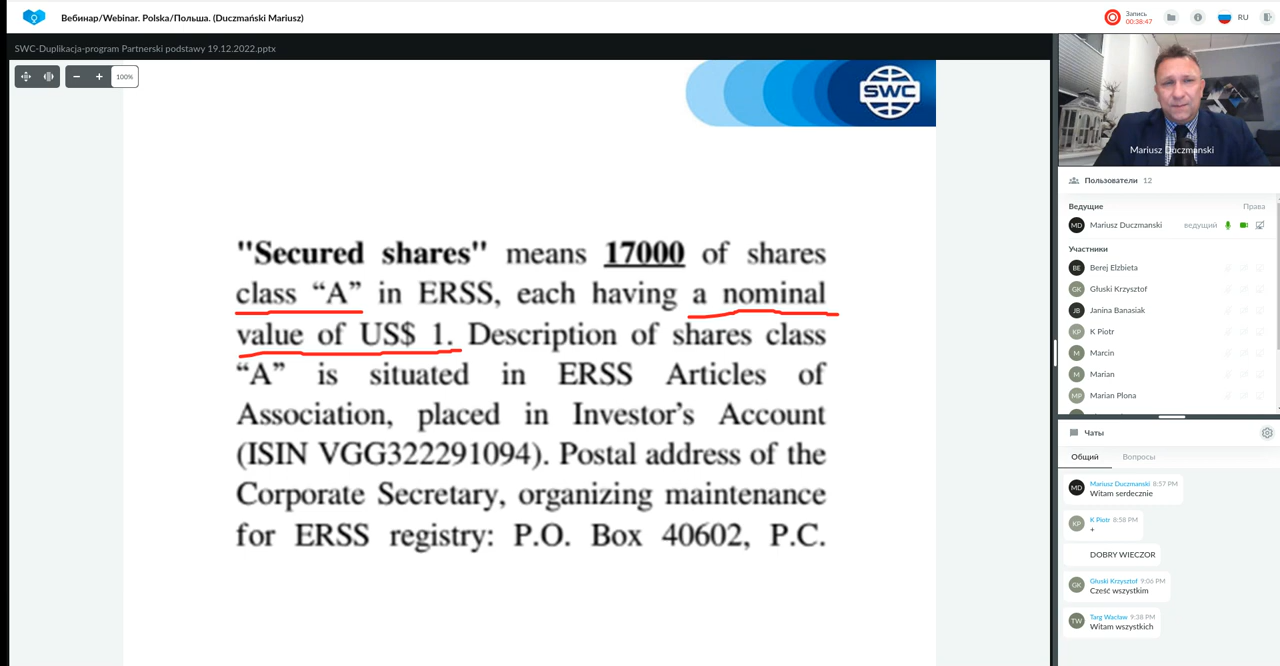 Вебинар/Webinar. Polska/Польша. (Duczmański Mariusz)
Запись
00:38:47
RU
SWC-Duplikacja-program Partnerski podstawy 19.12.2022.pptx
100%
SWC
"Secured shares" means 17000 of shares
class “A” in ERSS, each having a nominal
value of US$ 1. Description of shares class
“A” is situated in ERSS Articles of
Association, placed in Investor’s Account
(ISIN VGG322291094). Postal address of the
Corporate Secretary, organizing maintenance
for ERSS registry: P.O. Box 40602, P.C.
Mariusz Duczmanski
Пользователи 12
Ведущие Права
MD Mariusz Duczmanski ведущий
Участники
BE Berej Elzbieta
GK Głuski Krzysztof
JB Janina Banasiak
KP K Piotr
M Marcin
M Marian
MP Marian Plona
Чаты
Общий Вопросы
MD Mariusz Duczmanski 8:57 PM
Witam serdecznie
KP K Piotr 8:58 PM
+
DOBRY WIECZOR
GK Głuski Krzysztof 9:06 PM
Cześć wszystkim
TW Targ Wacław 9:38 PM
Witam wszystkich